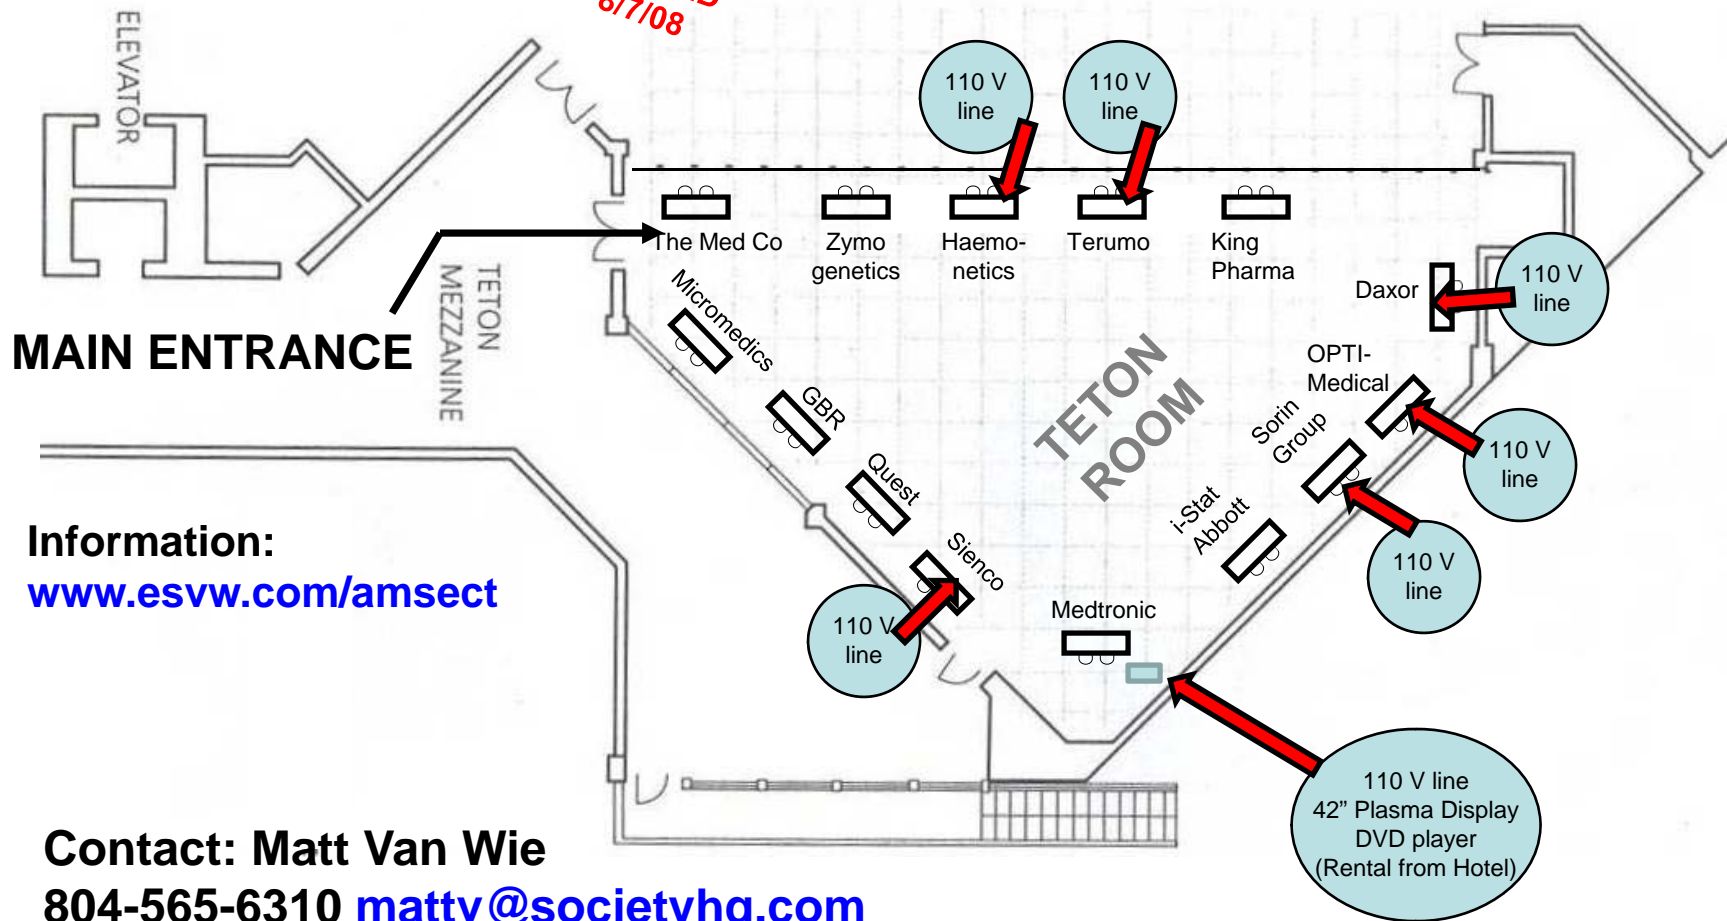 8/7/08
ELEVATOR
110 V
line
110 V
line
The Med Co
Zymo
genetics
Haemo-
netics
Terumo
King
Pharma
TETON
MEZZANINE
MAIN ENTRANCE
Micromedics
GBR
Quest
Sienco
Daxor
110 V
line
OPTI-
Medical
TETON
ROOM
Sorin
Group
110 V
line
i-Stat
Abbott
110 V
line
Information:
www.esvw.com/amsect
110 V
line
Medtronic
110 V line
42” Plasma Display
DVD player
(Rental from Hotel)
Contact: Matt Van Wie
804-565-6310 mattv@societyhq.com